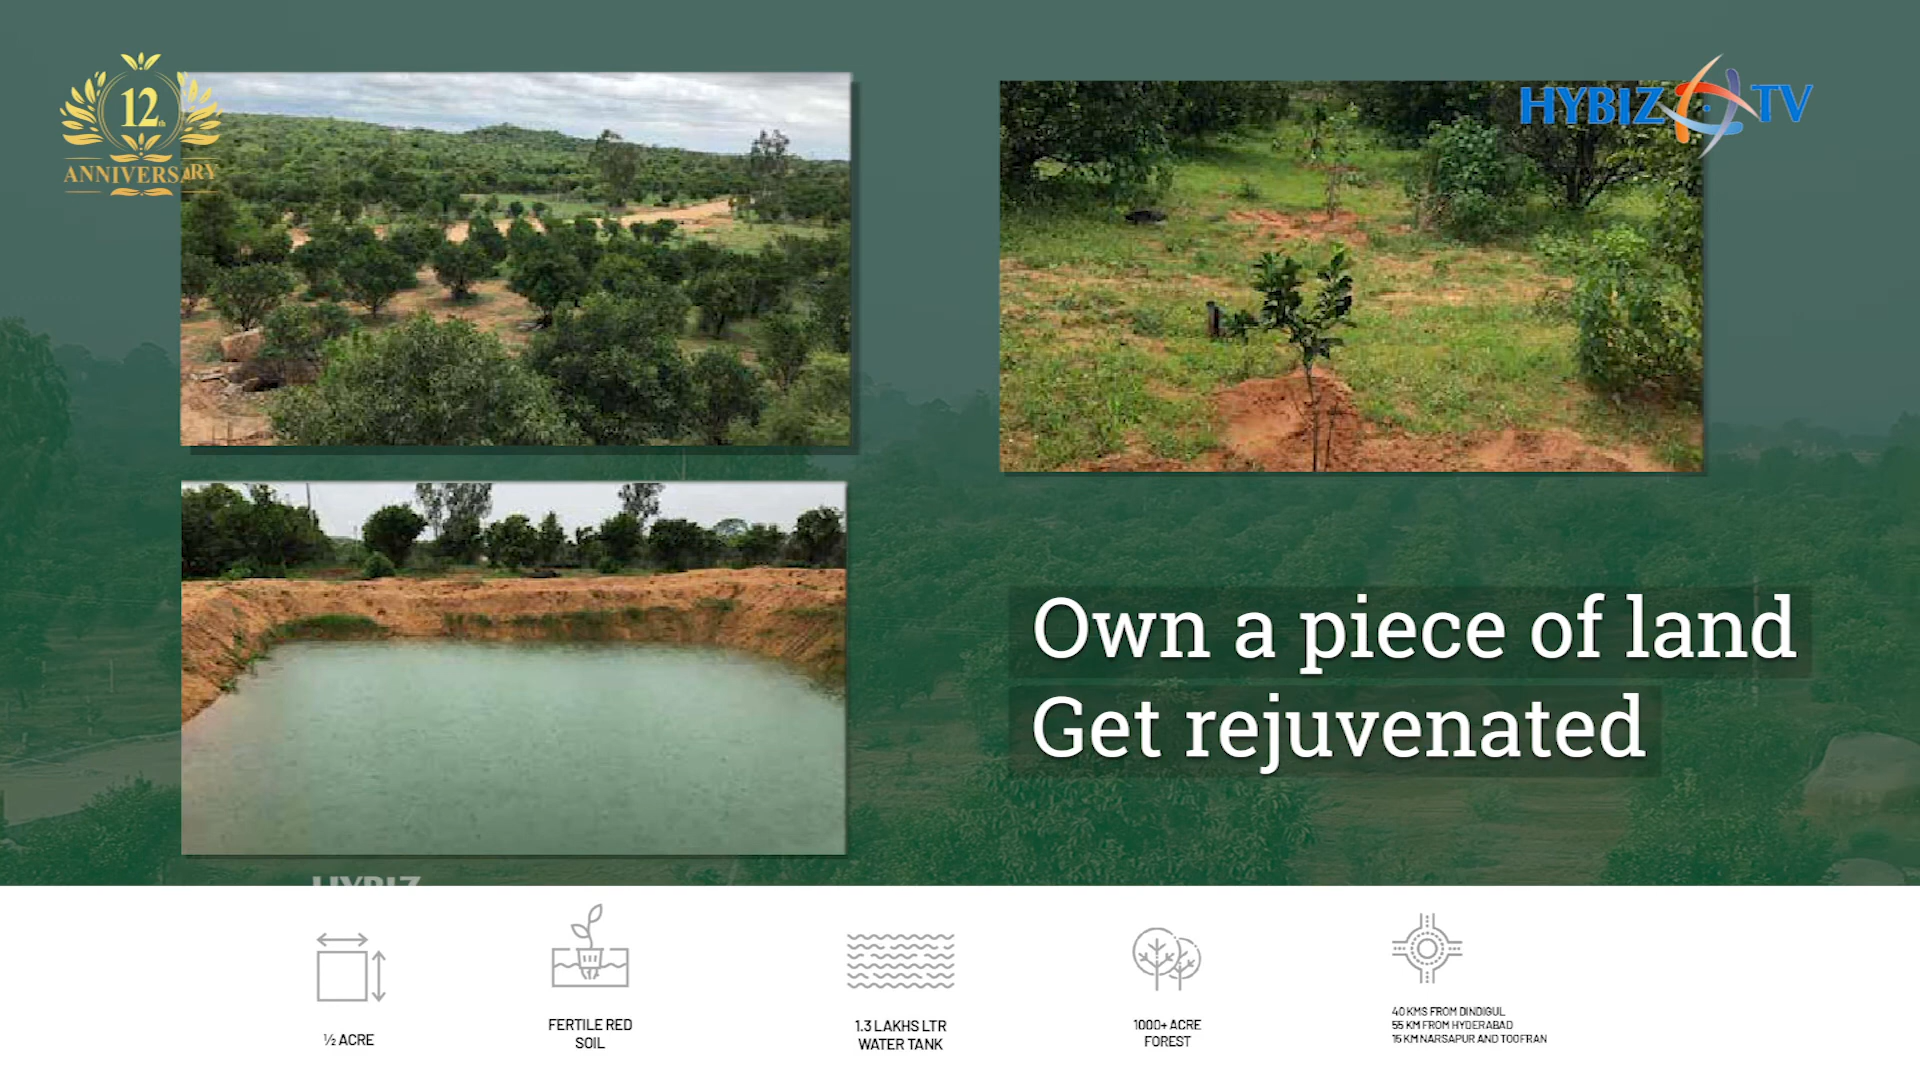 12th
ANNIVERSARY
HYBIZ TV
Own a piece of land
Get rejuvenated
HYBIZ
½ ACRE
FERTILE RED
SOIL
1.3 LAKHS LTR
WATER TANK
1000+ ACRE
FOREST
40 KMS FROM DINDIGUL
55 KM FROM HYDERABAD
15 KM NARSAPUR AND TOOFRAN